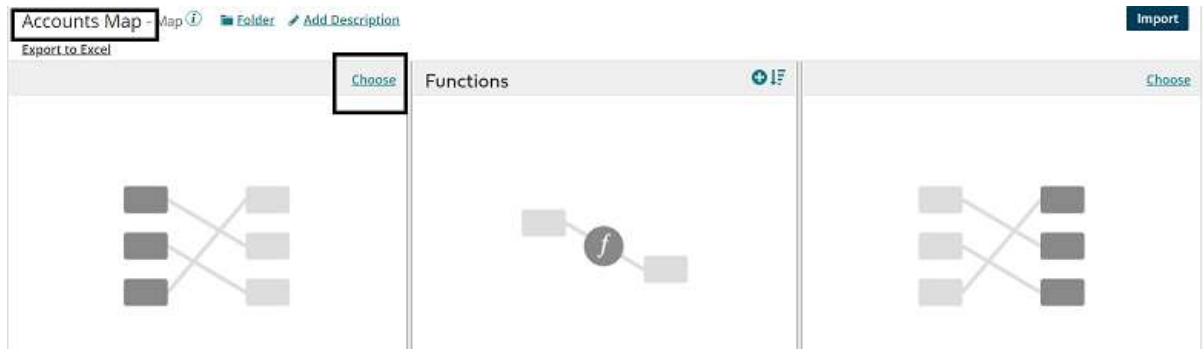 Accounts Map - Map i Folder Add Description Import
Export to Excel
Choose Functions Choose
f